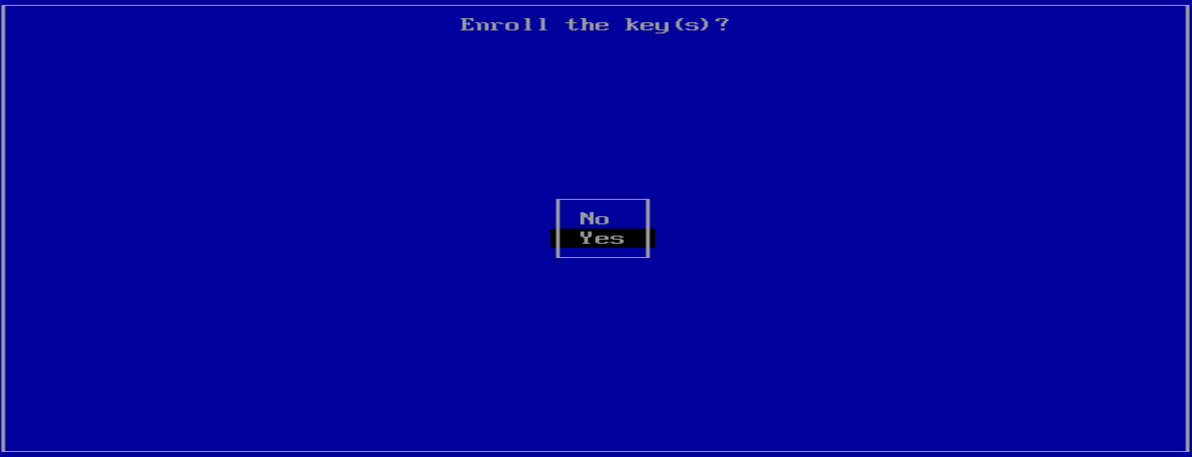 Enroll the key(s)?
No
Yes